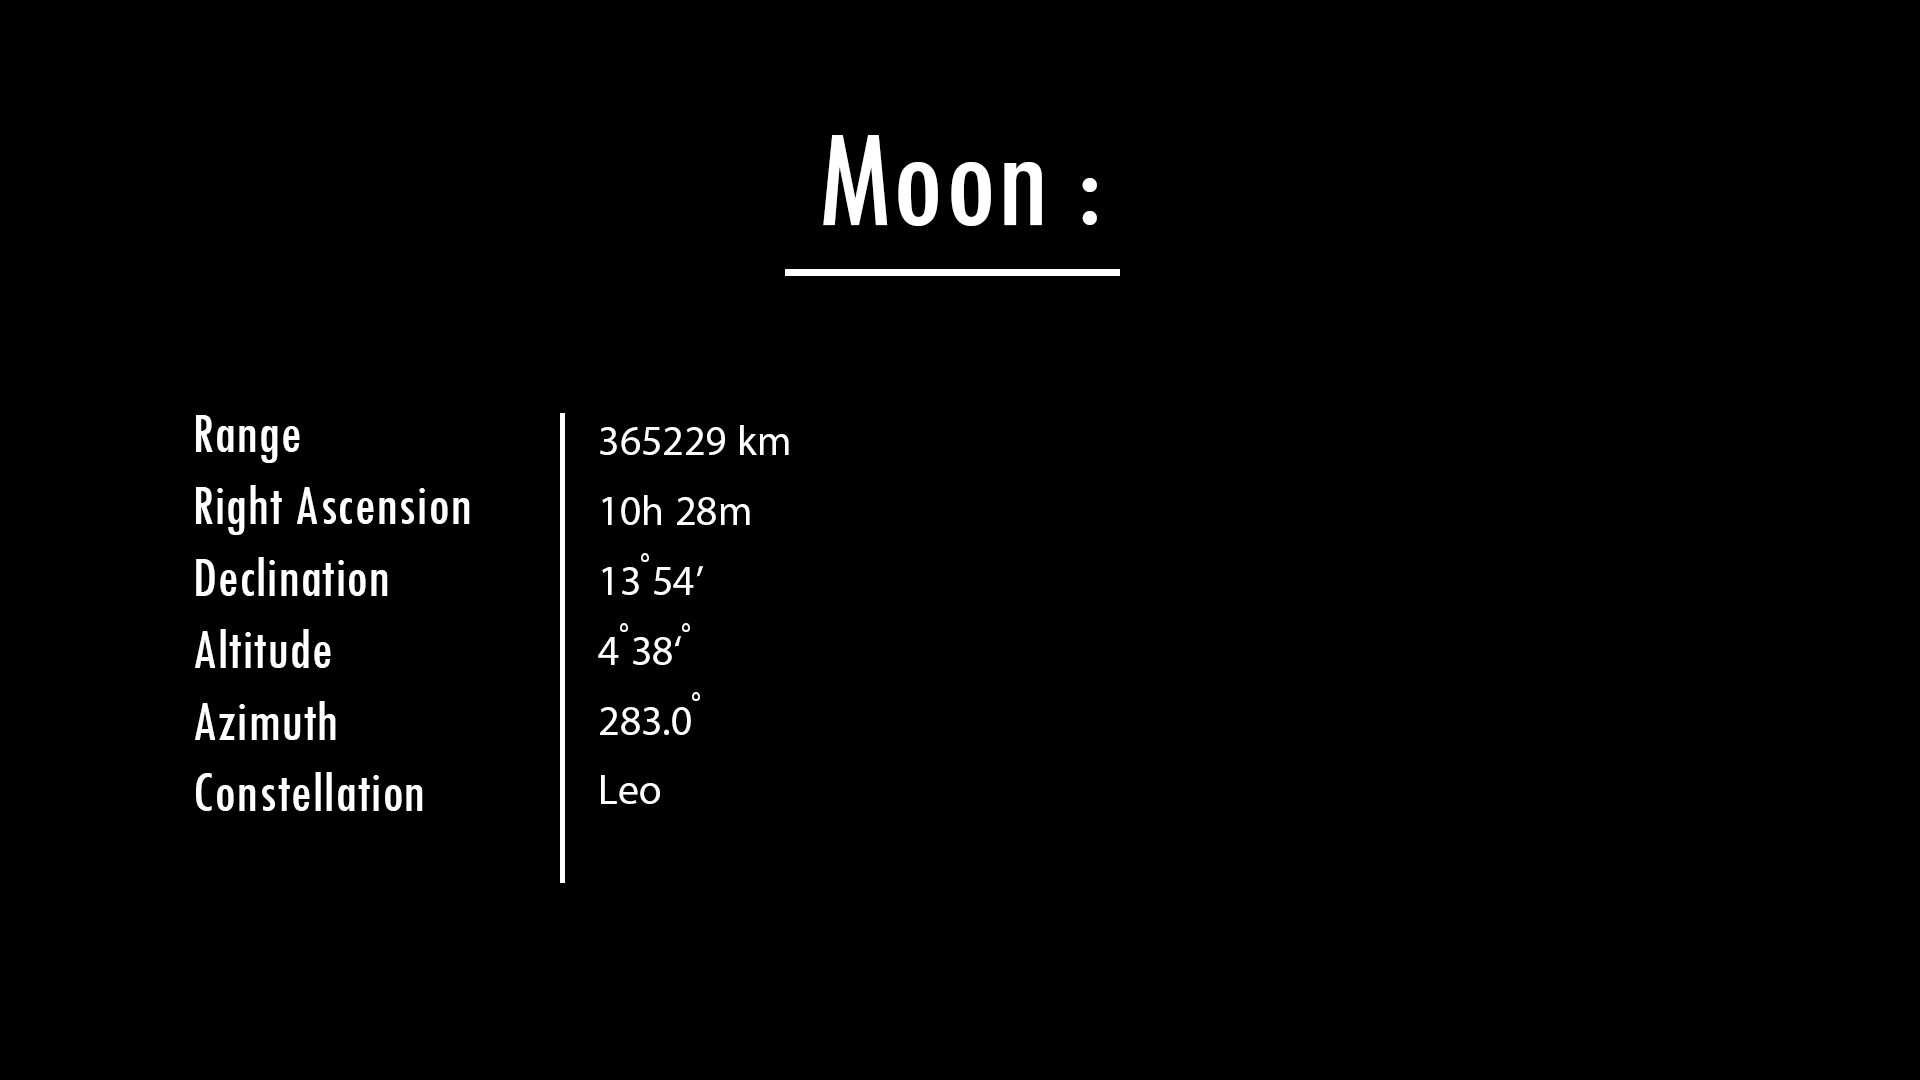 Moon :
Range 365229 km
Right Ascension 10h 28m
Declination 13°54’
Altitude 4°38‘°
Azimuth 283.0°
Constellation Leo